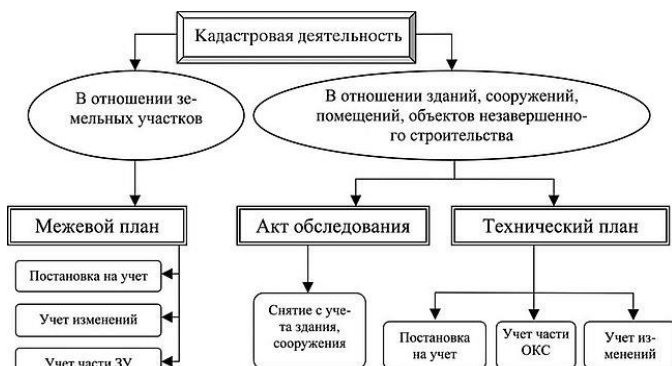 Кадастровая деятельность
В отношении зе-
мельных участков
В отношении зданий, сооружений,
помещений, объектов незавершенно-
го строительства
Межевой план
Акт обследования
Технический план
Постановка на учет
Учет изменений
Учет части ЗУ
Снятие с уче-
та здания,
сооружения
Постановка
на учет
Учет части
ОКС
Учет из-
менений